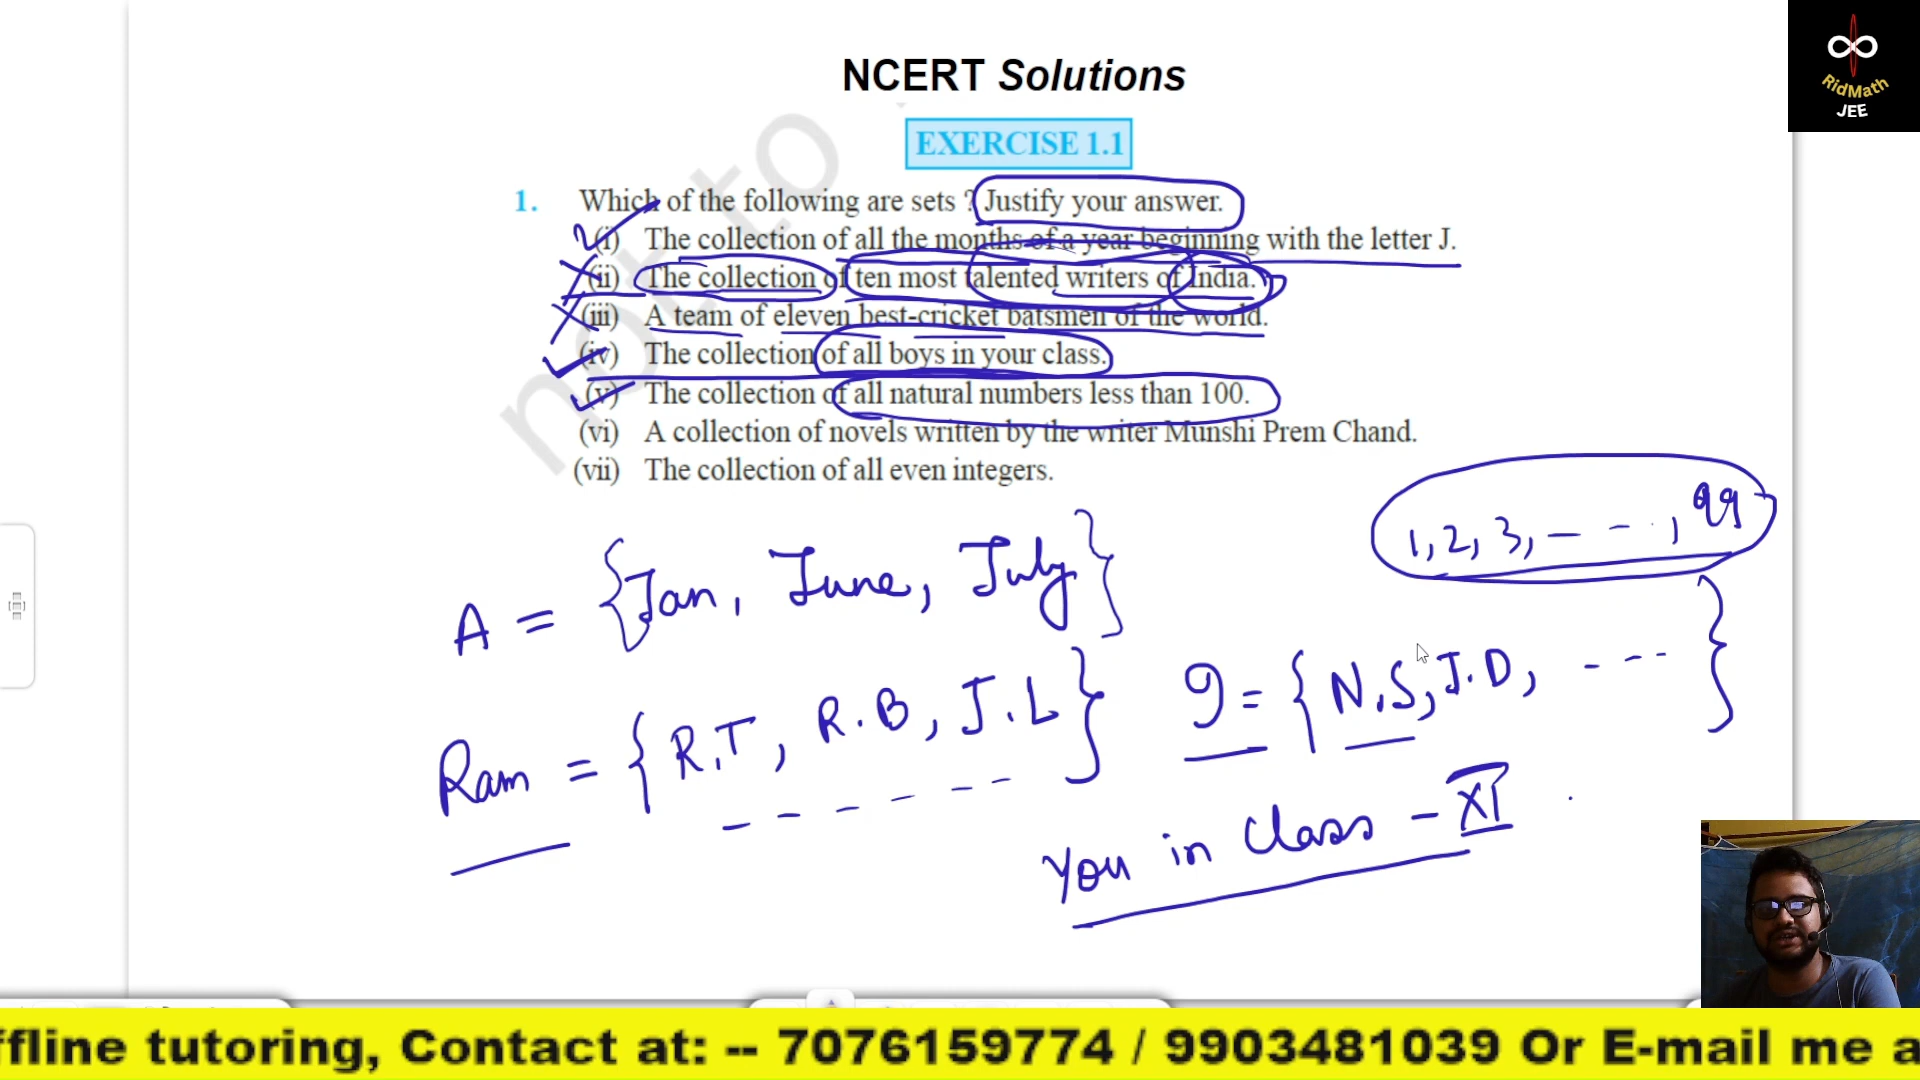 RidMath
JEE
NCERT Solutions
not to
EXERCISE 1.1
1. Which of the following are sets ? Justify your answer.
(i) The collection of all the months of a year beginning with the letter J.
(ii) The collection of ten most talented writers of India.
(iii) A team of eleven best-cricket batsmen of the world.
(iv) The collection of all boys in your class.
(v) The collection of all natural numbers less than 100.
(vi) A collection of novels written by the writer Munshi Prem Chand.
(vii) The collection of all even integers.
1, 2, 3, – – · , 99
A = {Jan, June, July}
Ram = {R.T, R.B, J.L – – – – – –}
I = {N.S, J.D, - - - }
You in Class - XI
ffline tutoring, Contact at: -- 7076159774 / 9903481039 Or E-mail me a